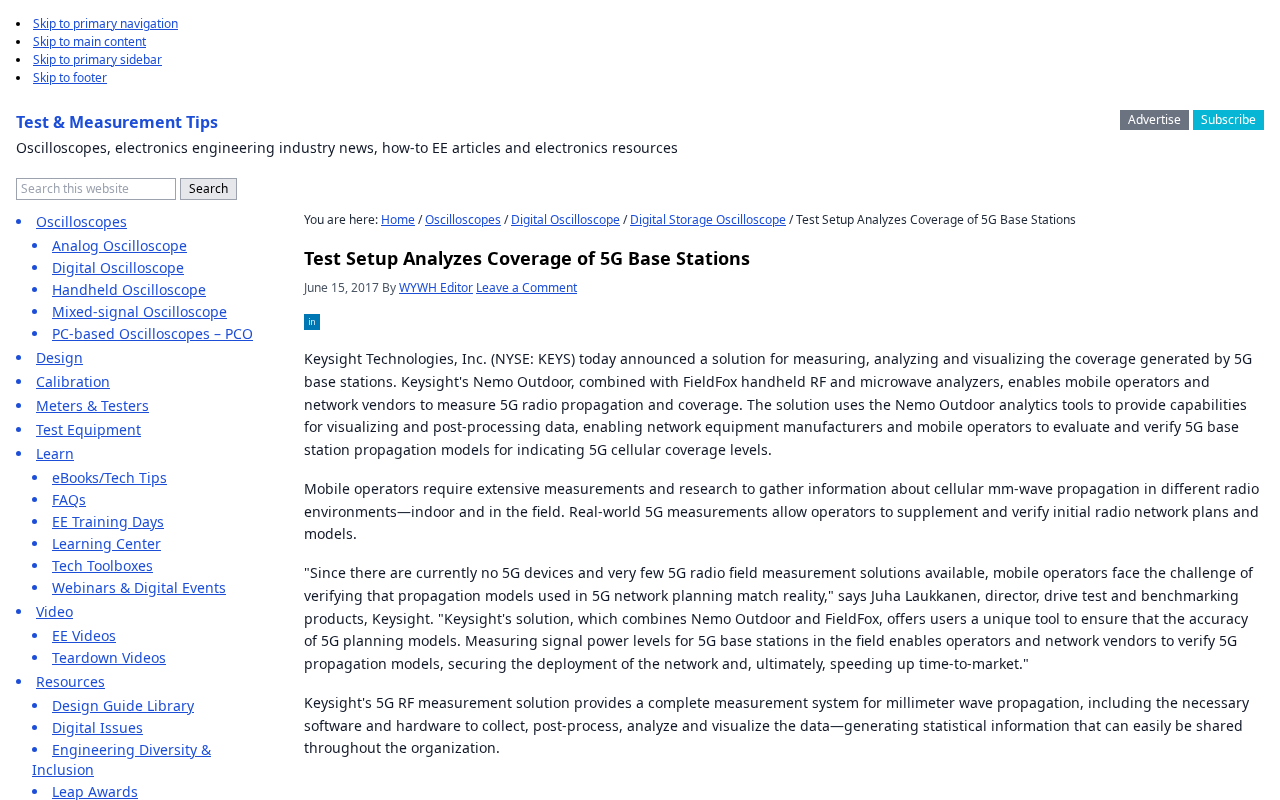 Skip to primary navigation
Skip to main content
Skip to primary sidebar
Skip to footer
Test & Measurement Tips
Advertise
Subscribe
Oscilloscopes, electronics engineering industry news, how-to EE articles and electronics resources
Search this website
Search
Oscilloscopes
Analog Oscilloscope
Digital Oscilloscope
Handheld Oscilloscope
Mixed-signal Oscilloscope
PC-based Oscilloscopes – PCO
Design
Calibration
Meters & Testers
Test Equipment
Learn
eBooks/Tech Tips
FAQs
EE Training Days
Learning Center
Tech Toolboxes
Webinars & Digital Events
Video
EE Videos
Teardown Videos
Resources
Design Guide Library
Digital Issues
Engineering Diversity &
Inclusion
Leap Awards
You are here: Home / Oscilloscopes / Digital Oscilloscope / Digital Storage Oscilloscope / Test Setup Analyzes Coverage of 5G Base Stations
Test Setup Analyzes Coverage of 5G Base Stations
June 15, 2017 By WYWH Editor Leave a Comment
in
Keysight Technologies, Inc. (NYSE: KEYS) today announced a solution for measuring, analyzing and visualizing the coverage generated by 5G
base stations. Keysight's Nemo Outdoor, combined with FieldFox handheld RF and microwave analyzers, enables mobile operators and
network vendors to measure 5G radio propagation and coverage. The solution uses the Nemo Outdoor analytics tools to provide capabilities
for visualizing and post-processing data, enabling network equipment manufacturers and mobile operators to evaluate and verify 5G base
station propagation models for indicating 5G cellular coverage levels.
Mobile operators require extensive measurements and research to gather information about cellular mm-wave propagation in different radio
environments—indoor and in the field. Real-world 5G measurements allow operators to supplement and verify initial radio network plans and
models.
"Since there are currently no 5G devices and very few 5G radio field measurement solutions available, mobile operators face the challenge of
verifying that propagation models used in 5G network planning match reality," says Juha Laukkanen, director, drive test and benchmarking
products, Keysight. "Keysight's solution, which combines Nemo Outdoor and FieldFox, offers users a unique tool to ensure that the accuracy
of 5G planning models. Measuring signal power levels for 5G base stations in the field enables operators and network vendors to verify 5G
propagation models, securing the deployment of the network and, ultimately, speeding up time-to-market."
Keysight's 5G RF measurement solution provides a complete measurement system for millimeter wave propagation, including the necessary
software and hardware to collect, post-process, analyze and visualize the data—generating statistical information that can easily be shared
throughout the organization.